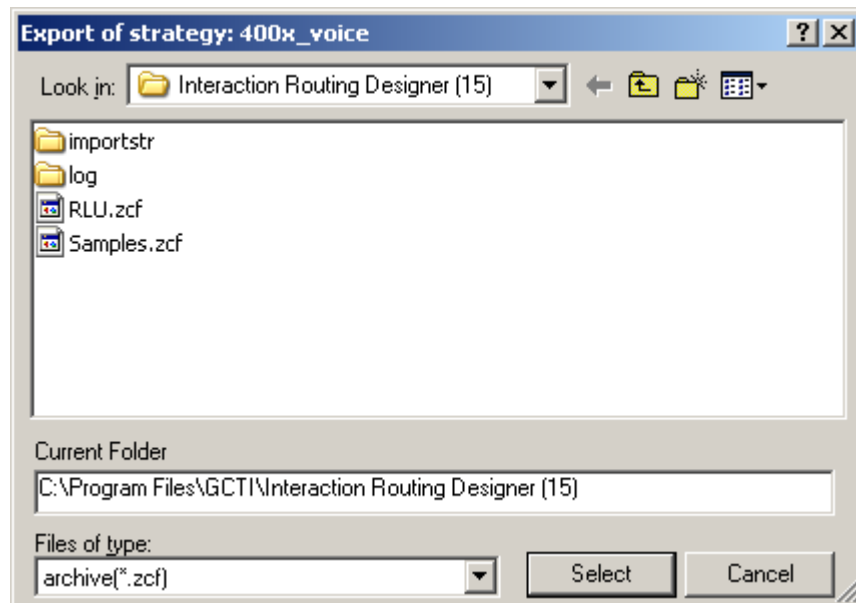 Export of strategy: 400x_voice
Look in: Interaction Routing Designer (15)
importstr
log
RLU.zcf
Samples.zcf
Current Folder
C:\Program Files\GCTI\Interaction Routing Designer (15)
Files of type:
archive(*.zcf)
Select Cancel